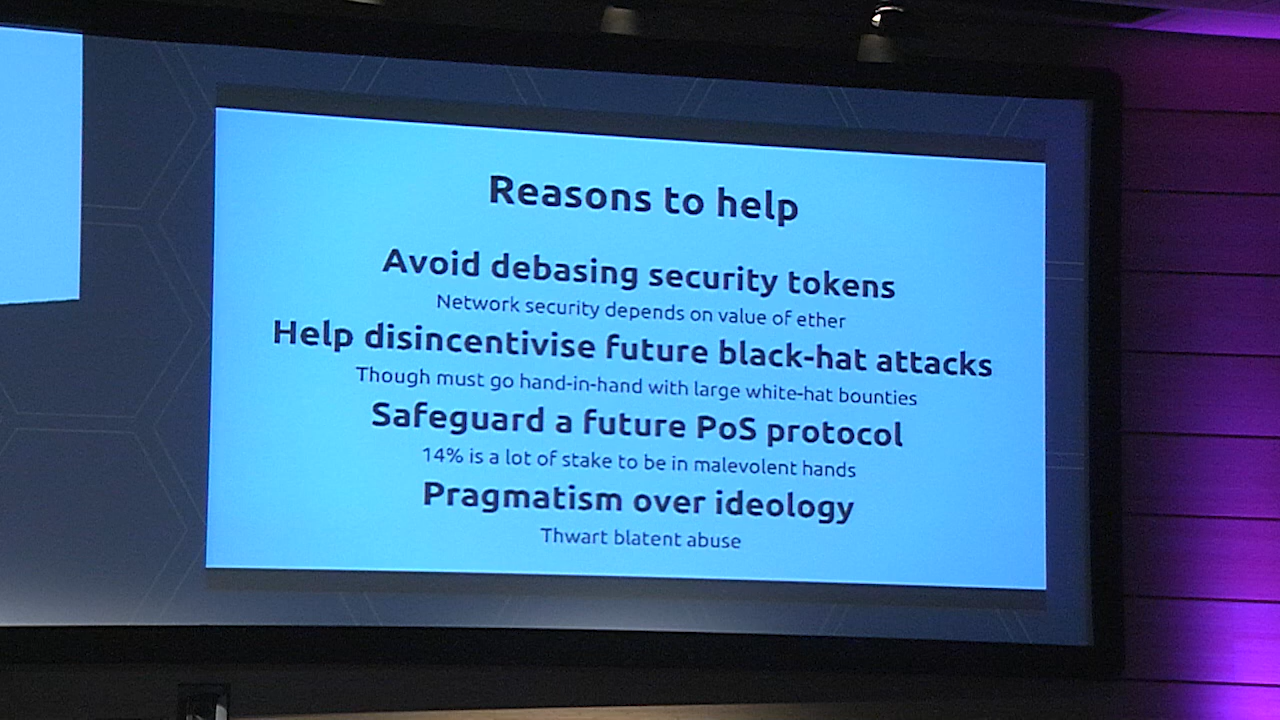 Reasons to help
Avoid debasing security tokens
Network security depends on value of ether
Help disincentivise future black-hat attacks
Though must go hand-in-hand with large white-hat bounties
Safeguard a future PoS protocol
14% is a lot of stake to be in malevolent hands
Pragmatism over ideology
Thwart blatent abuse